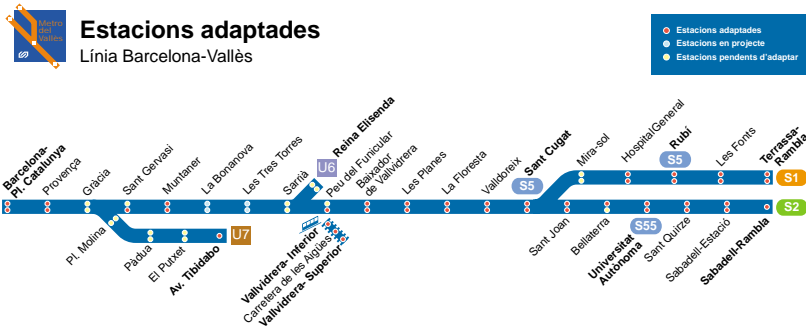 Metro
del
Vallès
Estacions adaptades
Línia Barcelona-Vallès
Estacions adaptades
Estacions en projecte
Estacions pendents d'adaptar
Barcelona-
Pl. Catalunya
Provença
Gràcia
Sant Gervasi
Muntaner
La Bonanova
Les Tres Torres
Sarrià
Reina Elisenda
U6
Peu del Funicular
Baixador
de Vallvidrera
Les Planes
La Floresta
Valldoreix
Sant Cugat
S5
Mira-sol
HospitalGeneral
Rubí
S5
Les Fonts
Terrassa-
Rambla
S1
S2
Pl. Molina
Pàdua
El Putxet
Av. Tibidabo
U7
Vallvidrera- Inferior
Carretera de les Aigües
Vallvidrera- Superior
Sant Joan
Bellaterra
Universitat
Autònoma
S55
Sant Quirze
Sabadell-Estació
Sabadell-Rambla